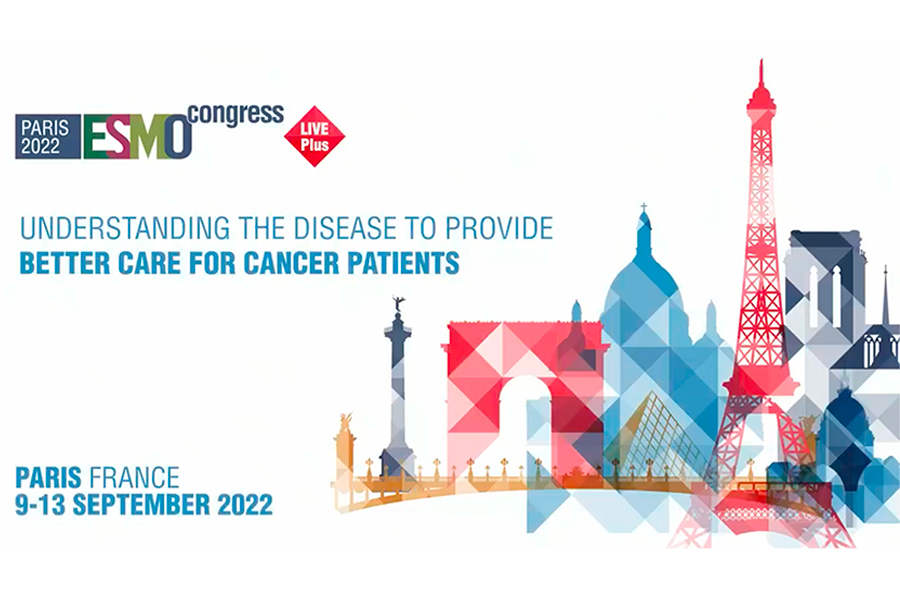 PARIS
2022
ESMO congress
LIVE
Plus
UNDERSTANDING THE DISEASE TO PROVIDE
BETTER CARE FOR CANCER PATIENTS
PARIS FRANCE
9-13 SEPTEMBER 2022